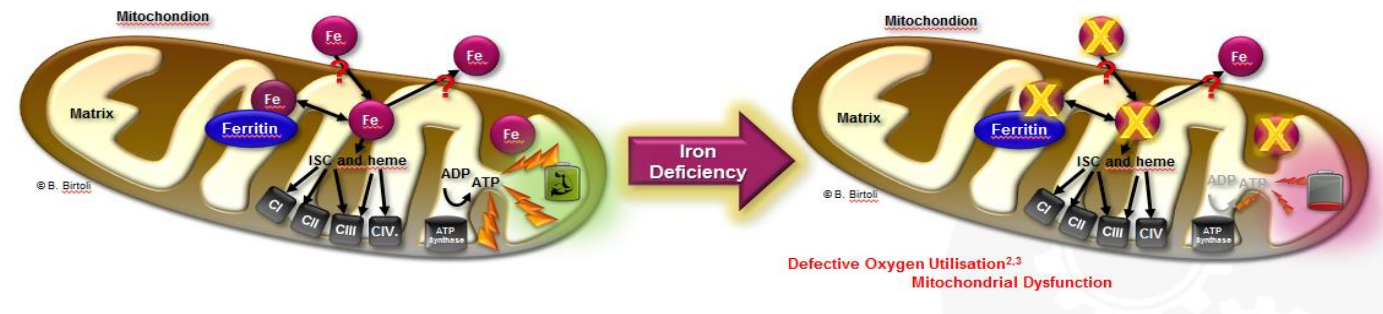 Mitochondion
Fe
Fe
?
?
Fe
Fe
Matrix
Ferritin
Fe
ISC and heme
ADP
ATP
© B. Birtoli
CI
CII
CIII
CIV.
ATP
Synthase
Iron
Deficiency
Mitochondion
X
Fe
?
?
X
X
X
Matrix
Ferritin
ISC and heme
ADP ATP
© B. Birtoli
CI
CII
CIII
CIV
ATP
Synthase
Defective Oxygen Utilisation2,3
Mitochondrial Dysfunction